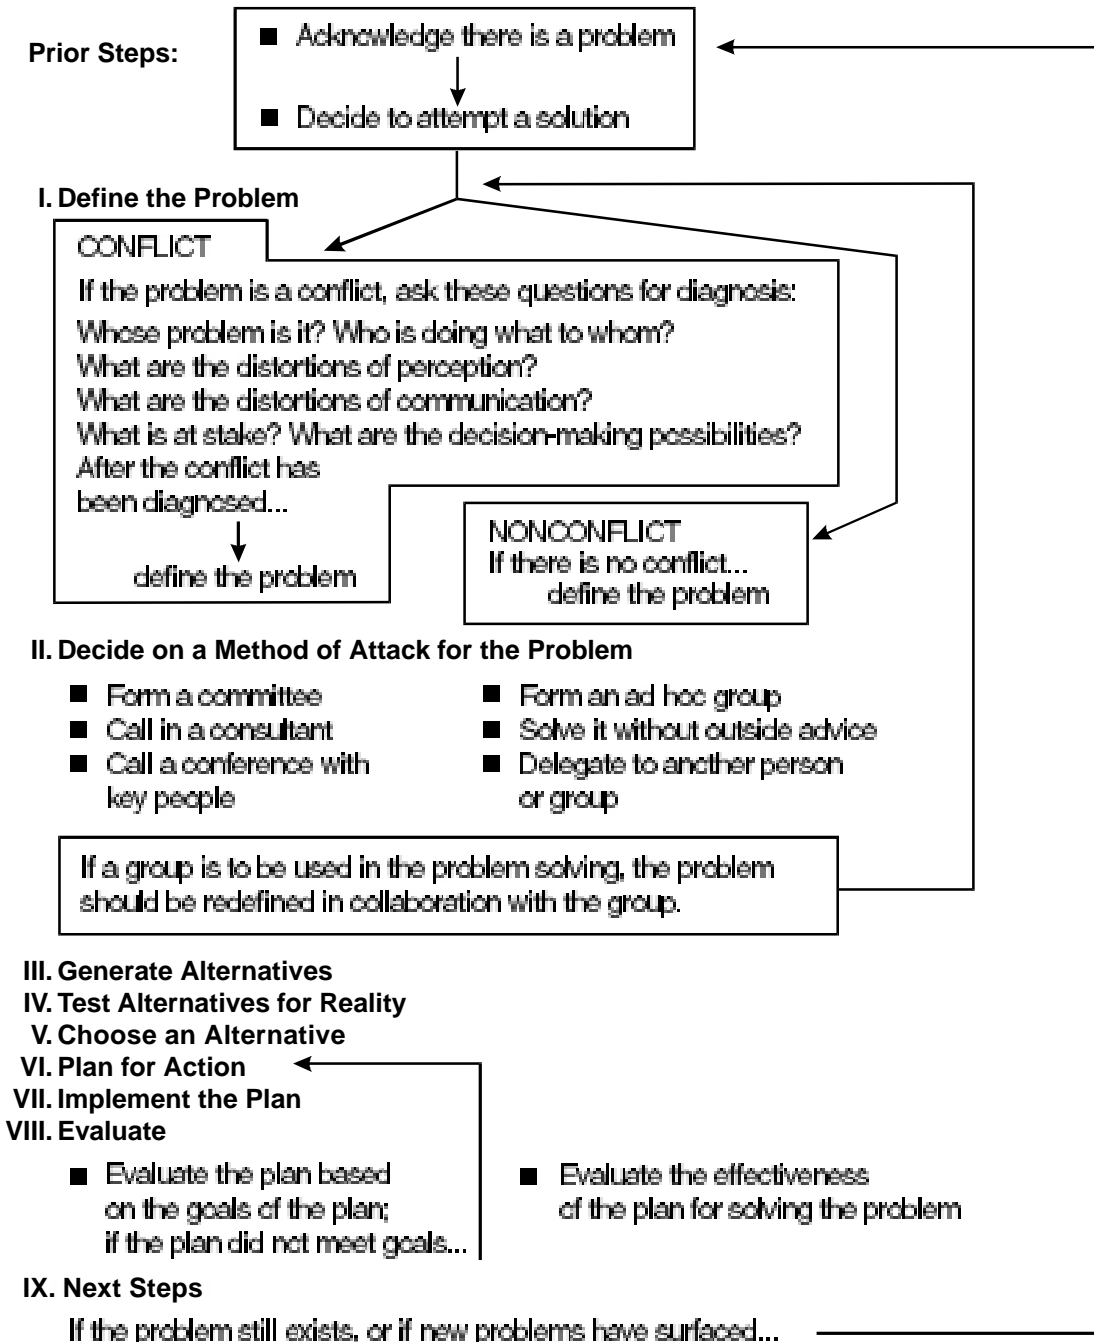 Prior Steps:
■ Acknowledge there is a problem
■ Decide to attempt a solution
I. Define the Problem
CONFLICT
If the problem is a conflict, ask these questions for diagnosis:
Whose problem is it? Who is doing what to whom?
What are the distortions of perception?
What are the distortions of communication?
What is at stake? What are the decision-making possibilities?
After the conflict has
been diagnosed...
define the problem
NONCONFLICT
If there is no conflict...
define the problem
II. Decide on a Method of Attack for the Problem
■ Form a committee
■ Call in a consultant
■ Call a conference with
key people
■ Form an ad hoc group
■ Solve it without outside advice
■ Delegate to another person
or group
If a group is to be used in the problem solving, the problem
should be redefined in collaboration with the group.
III. Generate Alternatives
IV. Test Alternatives for Reality
V. Choose an Alternative
VI. Plan for Action
VII. Implement the Plan
VIII. Evaluate
■ Evaluate the plan based
on the goals of the plan;
if the plan did not meet goals...
■ Evaluate the effectiveness
of the plan for solving the problem
IX. Next Steps
If the problem still exists, or if new problems have surfaced...